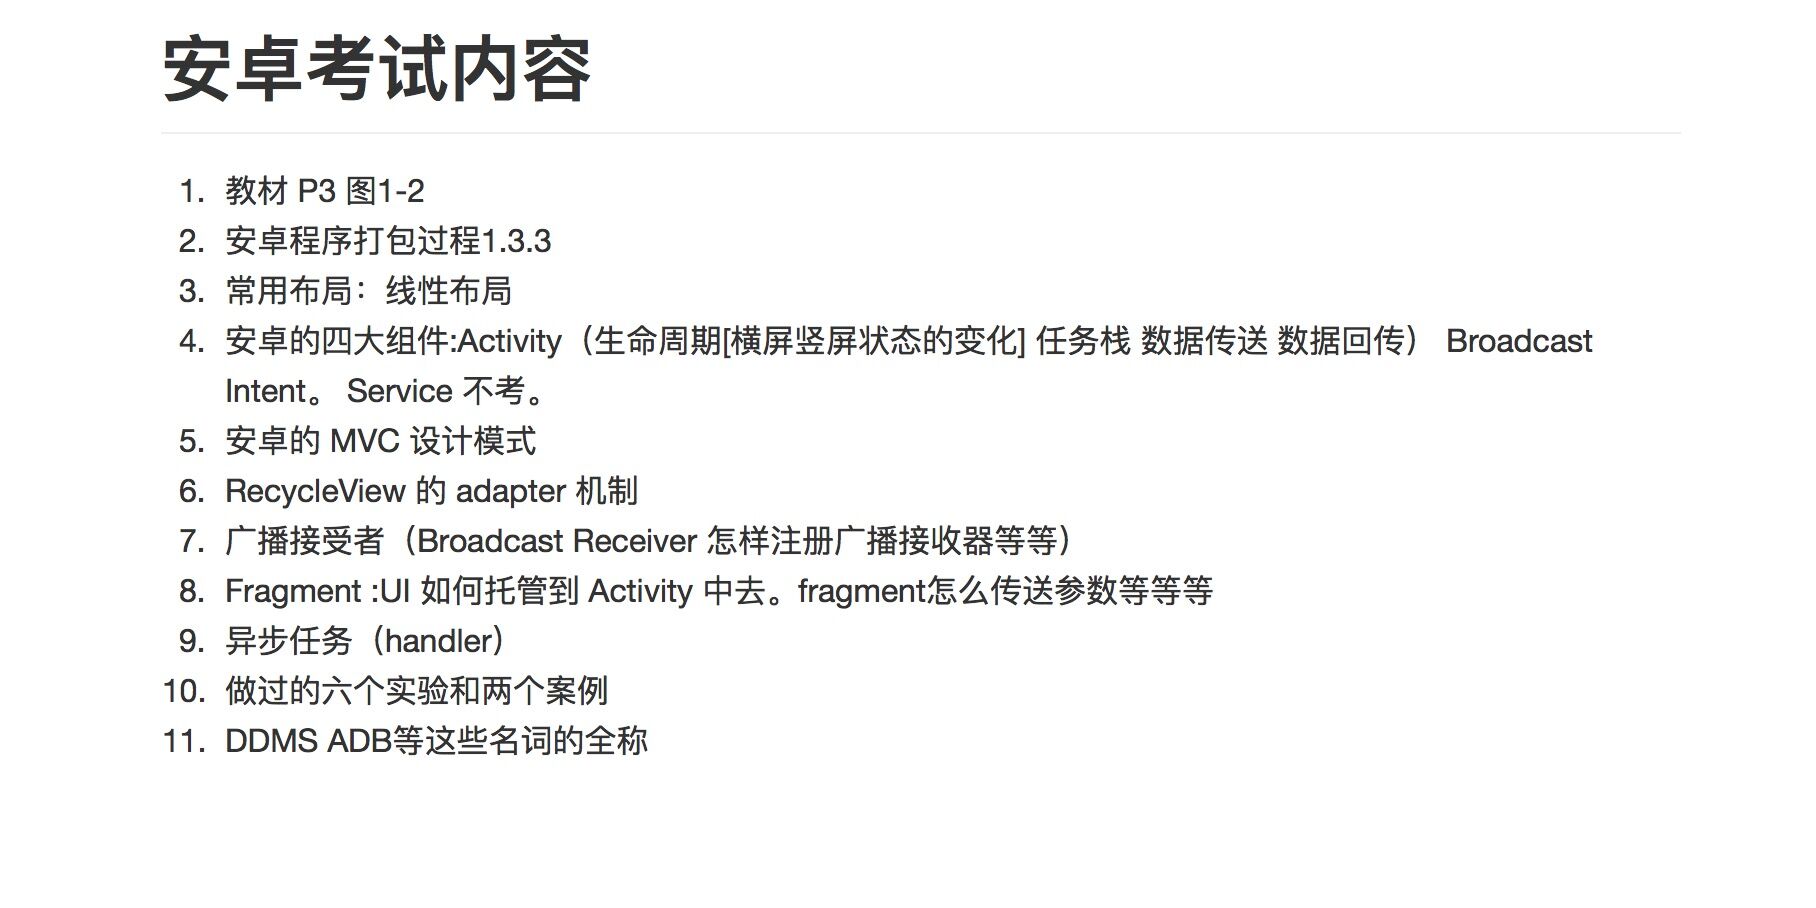 安卓考试内容
1. 教材 P3 图1-2
2. 安卓程序打包过程1.3.3
3. 常用布局：线性布局
4. 安卓的四大组件:Activity（生命周期[横屏竖屏状态的变化] 任务栈 数据传送 数据回传） Broadcast
Intent。 Service 不考。
5. 安卓的 MVC 设计模式
6. RecycleView 的 adapter 机制
7. 广播接受者（Broadcast Receiver 怎样注册广播接收器等等）
8. Fragment :UI 如何托管到 Activity 中去。fragment怎么传送参数等等等
9. 异步任务（handler）
10. 做过的六个实验和两个案例
11. DDMS ADB等这些名词的全称